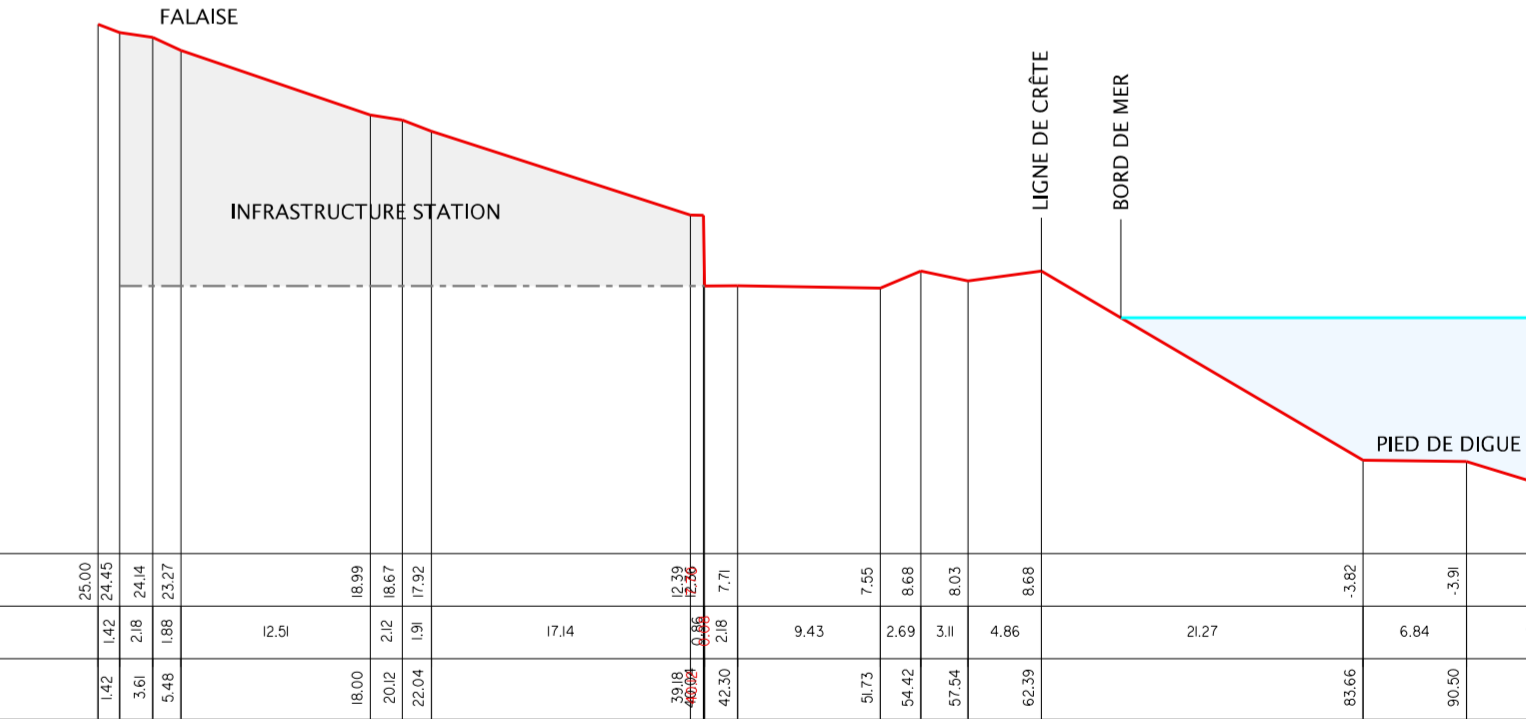 FALAISE
LIGNE DE CRÊTE
BORD DE MER
INFRASTRUCTURE STATION
PIED DE DIGUE
25.00 24.45 24.14 23.27 18.99 18.67 17.92 12.39 7.71 7.55 8.68 8.03 8.68 -3.82 -3.91
1.42 2.18 1.88 12.51 2.12 1.91 17.14 0.86 2.18 9.43 2.69 3.11 4.86 21.27 6.84
1.42 3.61 5.48 18.00 20.12 22.04 39.18 40.04 42.30 51.73 54.42 57.54 62.39 83.66 90.50